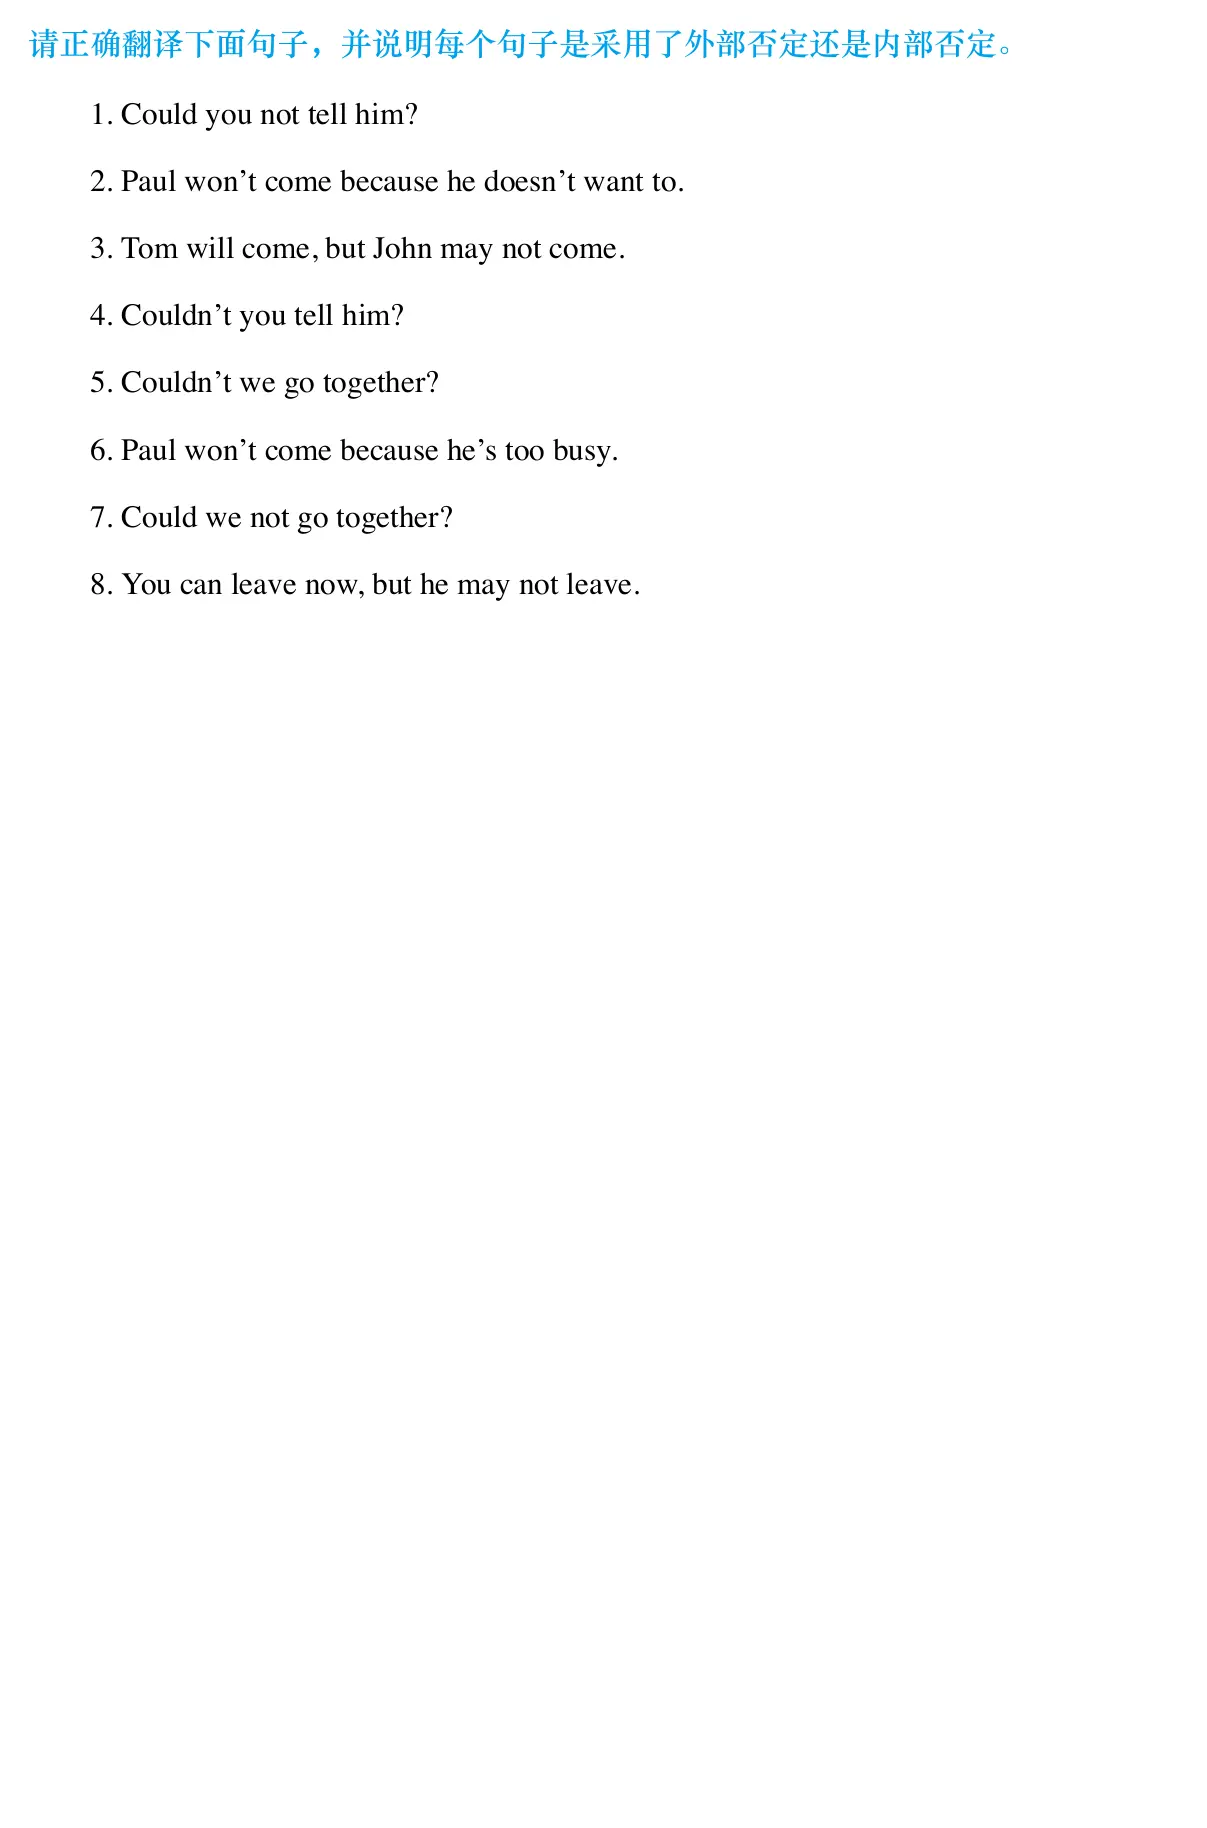 请正确翻译下面句子，并说明每个句子是采用了外部否定还是内部否定。
1. Could you not tell him?
2. Paul won’t come because he doesn’t want to.
3. Tom will come, but John may not come.
4. Couldn’t you tell him?
5. Couldn’t we go together?
6. Paul won’t come because he’s too busy.
7. Could we not go together?
8. You can leave now, but he may not leave.